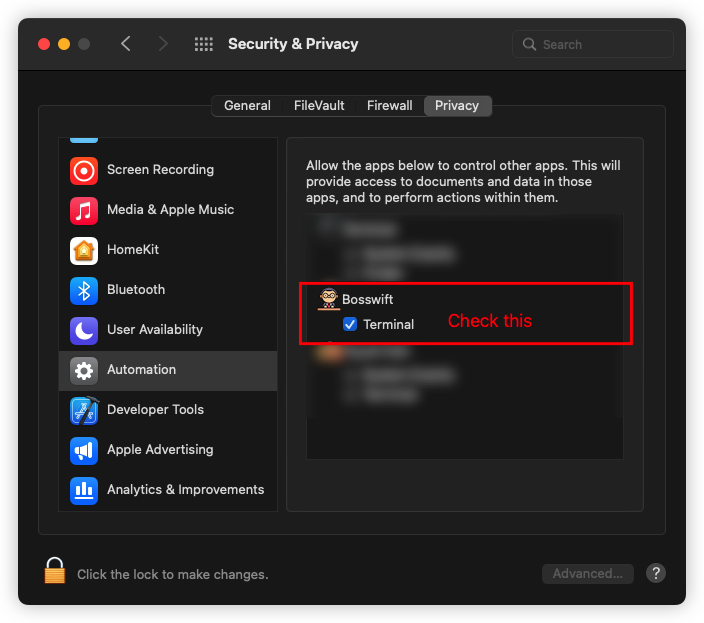 Security & Privacy
Search
General
FileVault
Firewall
Privacy
Screen Recording
Media & Apple Music
HomeKit
Bluetooth
User Availability
Automation
Developer Tools
Apple Advertising
Analytics & Improvements
Allow the apps below to control other apps. This will
provide access to documents and data in those
apps, and to perform actions within them.
Bosswift
Terminal
Check this
Click the lock to make changes.
Advanced...
?